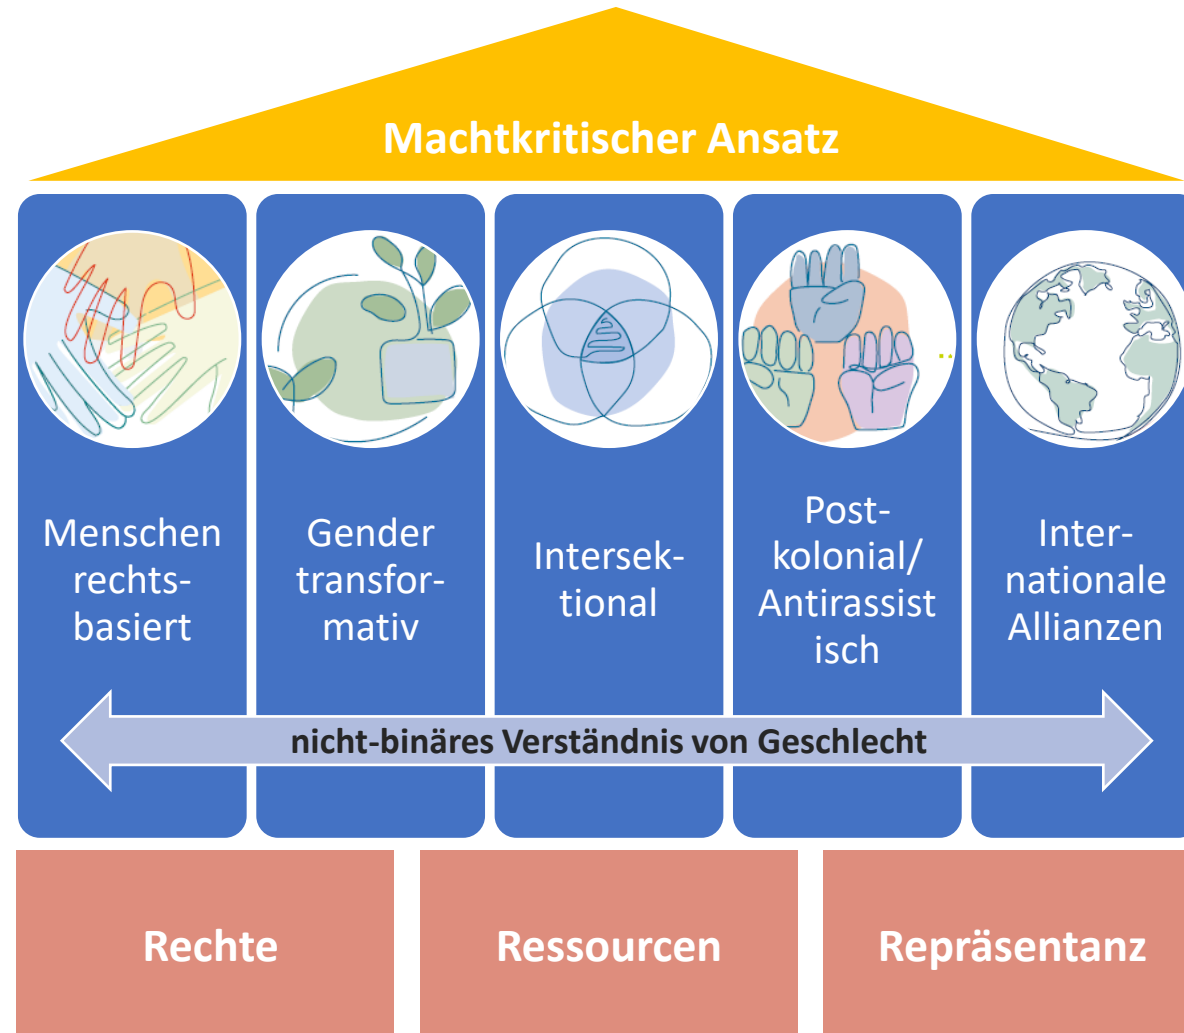 Machtkritischer Ansatz
Menschen
rechts-
basiert
Gender
transfor-
mativ
Intersek-
tional
Post-
kolonial/
Antirassist
isch
Inter-
nationale
Allianzen
nicht-binäres Verständnis von Geschlecht
Rechte
Ressourcen
Repräsentanz